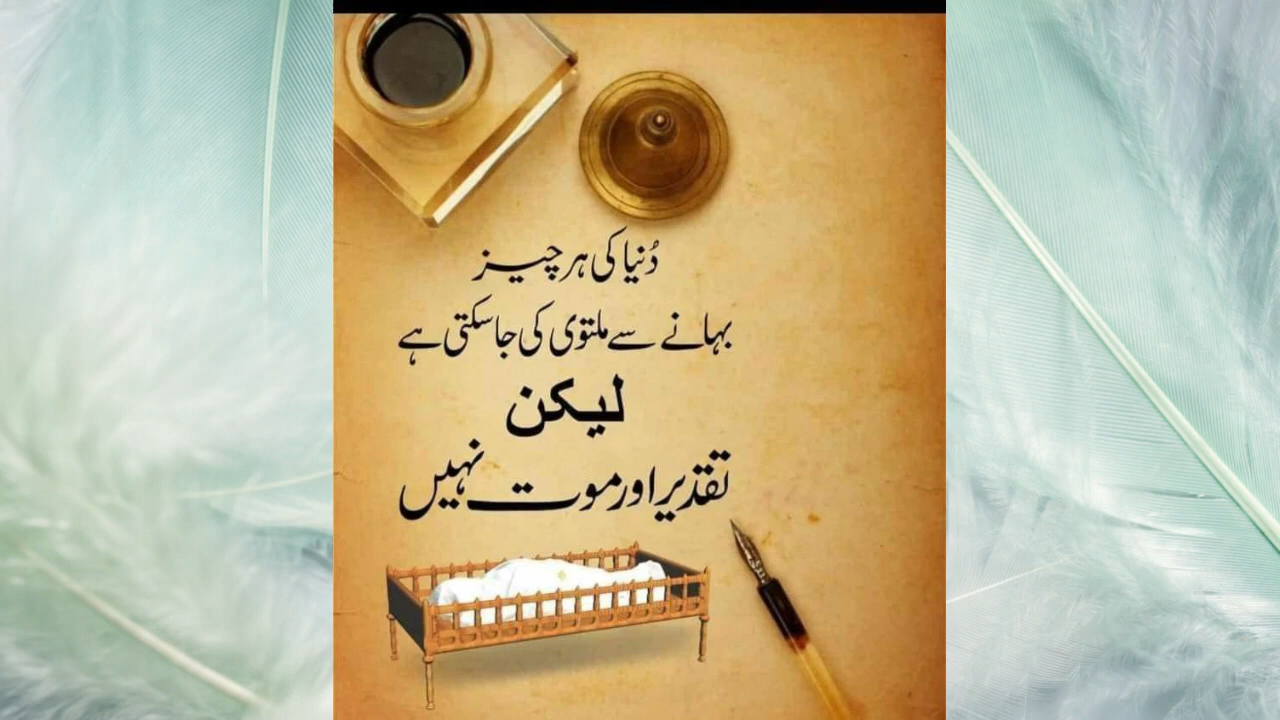 دُنیا کی ہر چیز
بہانے سے ملتوی کی جا سکتی ہے
لیکن
تقدیر اور موت نہیں